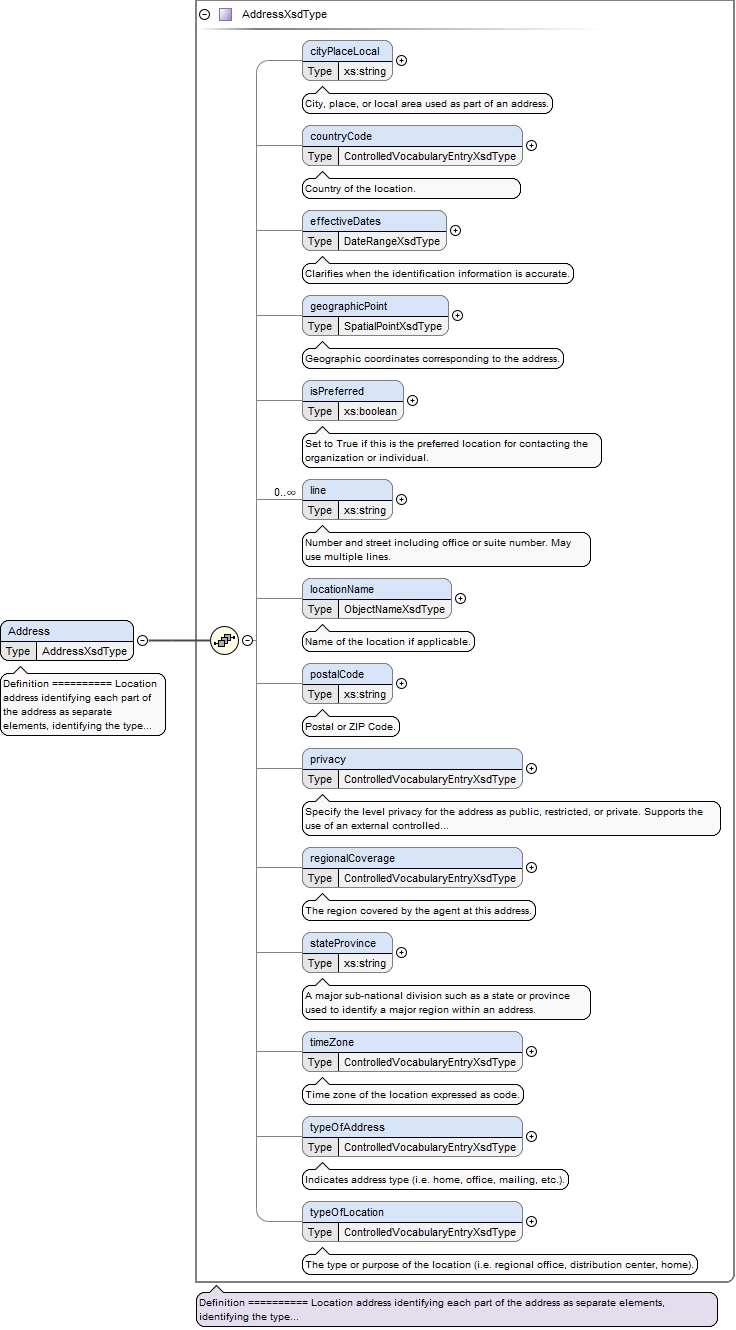 AddressXsdType
cityPlaceLocal
Type xs:string
City, place, or local area used as part of an address.
countryCode
Type ControlledVocabularyEntryXsdType
Country of the location.
effectiveDates
Type DateRangeXsdType
Clarifies when the identification information is accurate.
geographicPoint
Type SpatialPointXsdType
Geographic coordinates corresponding to the address.
isPreferred
Type xs:boolean
Set to True if this is the preferred location for contacting the
organization or individual.
0..∞
line
Type xs:string
Number and street including office or suite number. May
use multiple lines.
locationName
Type ObjectNameXsdType
Name of the location if applicable.
Address
Type AddressXsdType
Definition ========== Location
address identifying each part of
the address as separate
elements, identifying the type...
postalCode
Type xs:string
Postal or ZIP Code.
privacy
Type ControlledVocabularyEntryXsdType
Specify the level privacy for the address as public, restricted, or private. Supports the
use of an external controlled...
regionalCoverage
Type ControlledVocabularyEntryXsdType
The region covered by the agent at this address.
stateProvince
Type xs:string
A major sub-national division such as a state or province
used to identify a major region within an address.
timeZone
Type ControlledVocabularyEntryXsdType
Time zone of the location expressed as code.
typeOfAddress
Type ControlledVocabularyEntryXsdType
Indicates address type (i.e. home, office, mailing, etc.).
typeOfLocation
Type ControlledVocabularyEntryXsdType
The type or purpose of the location (i.e. regional office, distribution center, home).
Definition ========== Location address identifying each part of the address as separate elements,
identifying the type...